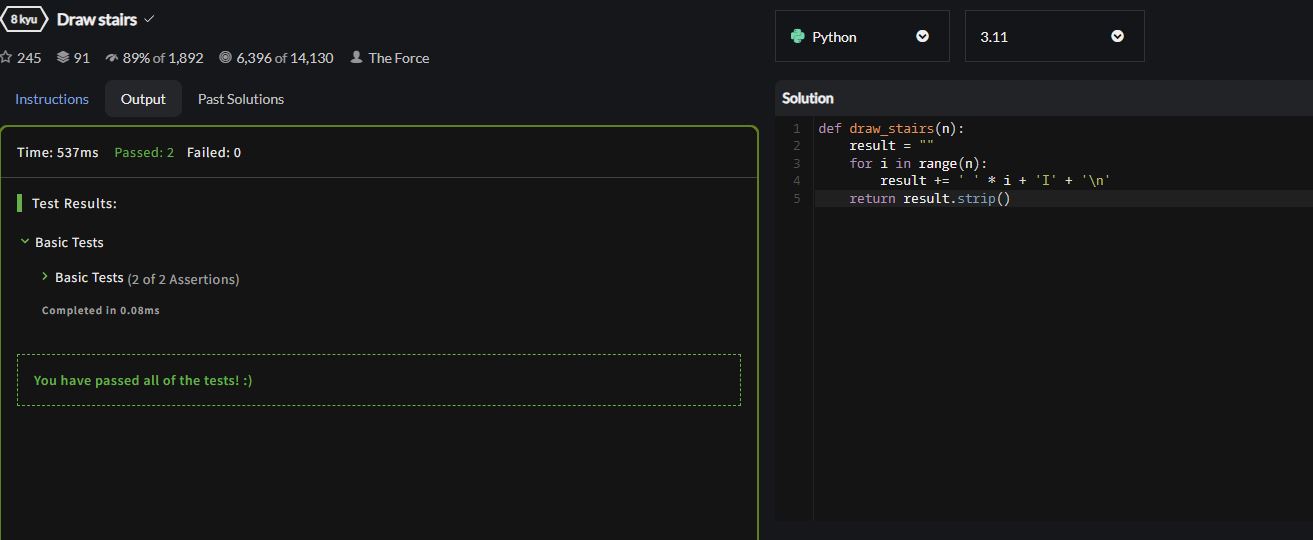 8 kyu Draw stairs
245 91 89% of 1,892 6,396 of 14,130 The Force
Python 3.11
Instructions Output Past Solutions
Time: 537ms Passed: 2 Failed: 0
Test Results:
Basic Tests
Basic Tests (2 of 2 Assertions)
Completed in 0.08ms
You have passed all of the tests! :)
Solution
1 def draw_stairs(n):
2     result = ""
3     for i in range(n):
4         result += ' ' * i + 'I' + '\n'
5     return result.strip()